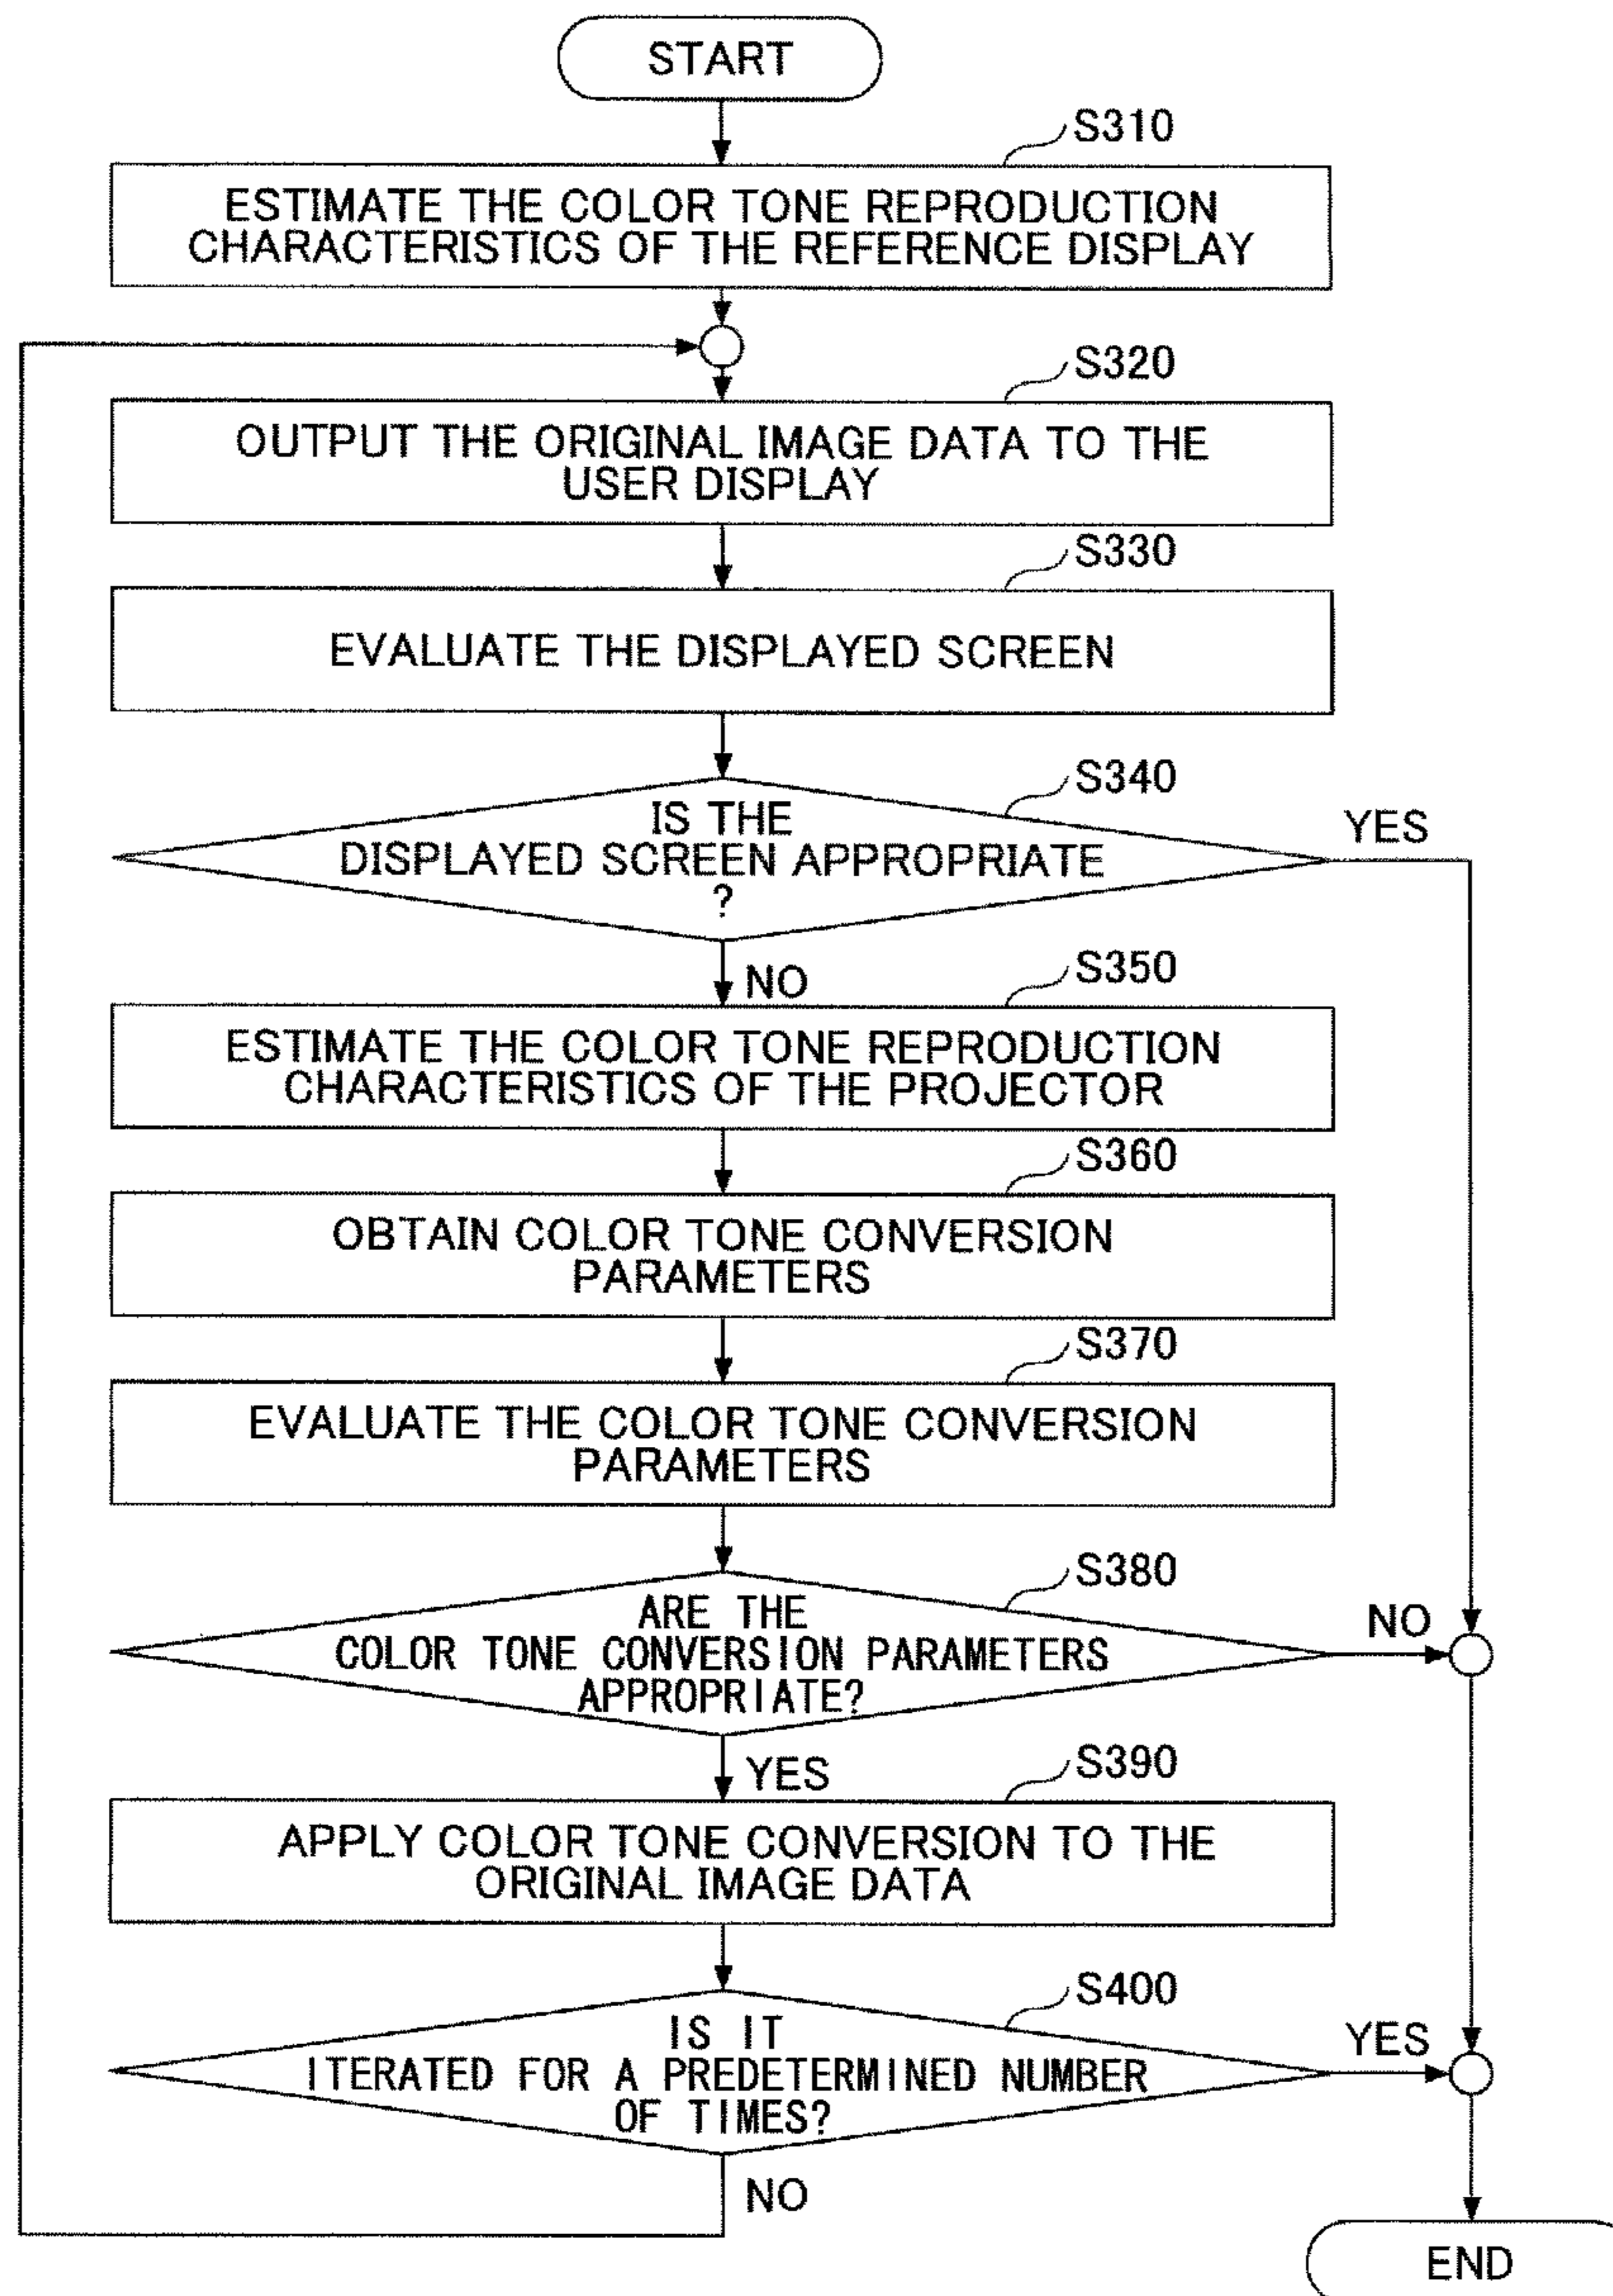 START
S310
ESTIMATE THE COLOR TONE REPRODUCTION
CHARACTERISTICS OF THE REFERENCE DISPLAY
S320
OUTPUT THE ORIGINAL IMAGE DATA TO THE
USER DISPLAY
S330
EVALUATE THE DISPLAYED SCREEN
S340
IS THE
DISPLAYED SCREEN APPROPRIATE
?
YES
NO
S350
ESTIMATE THE COLOR TONE REPRODUCTION
CHARACTERISTICS OF THE PROJECTOR
S360
OBTAIN COLOR TONE CONVERSION
PARAMETERS
S370
EVALUATE THE COLOR TONE CONVERSION
PARAMETERS
S380
ARE THE
COLOR TONE CONVERSION PARAMETERS
APPROPRIATE?
NO
YES
S390
APPLY COLOR TONE CONVERSION TO THE
ORIGINAL IMAGE DATA
S400
IS IT
ITERATED FOR A PREDETERMINED NUMBER
OF TIMES?
YES
NO
END